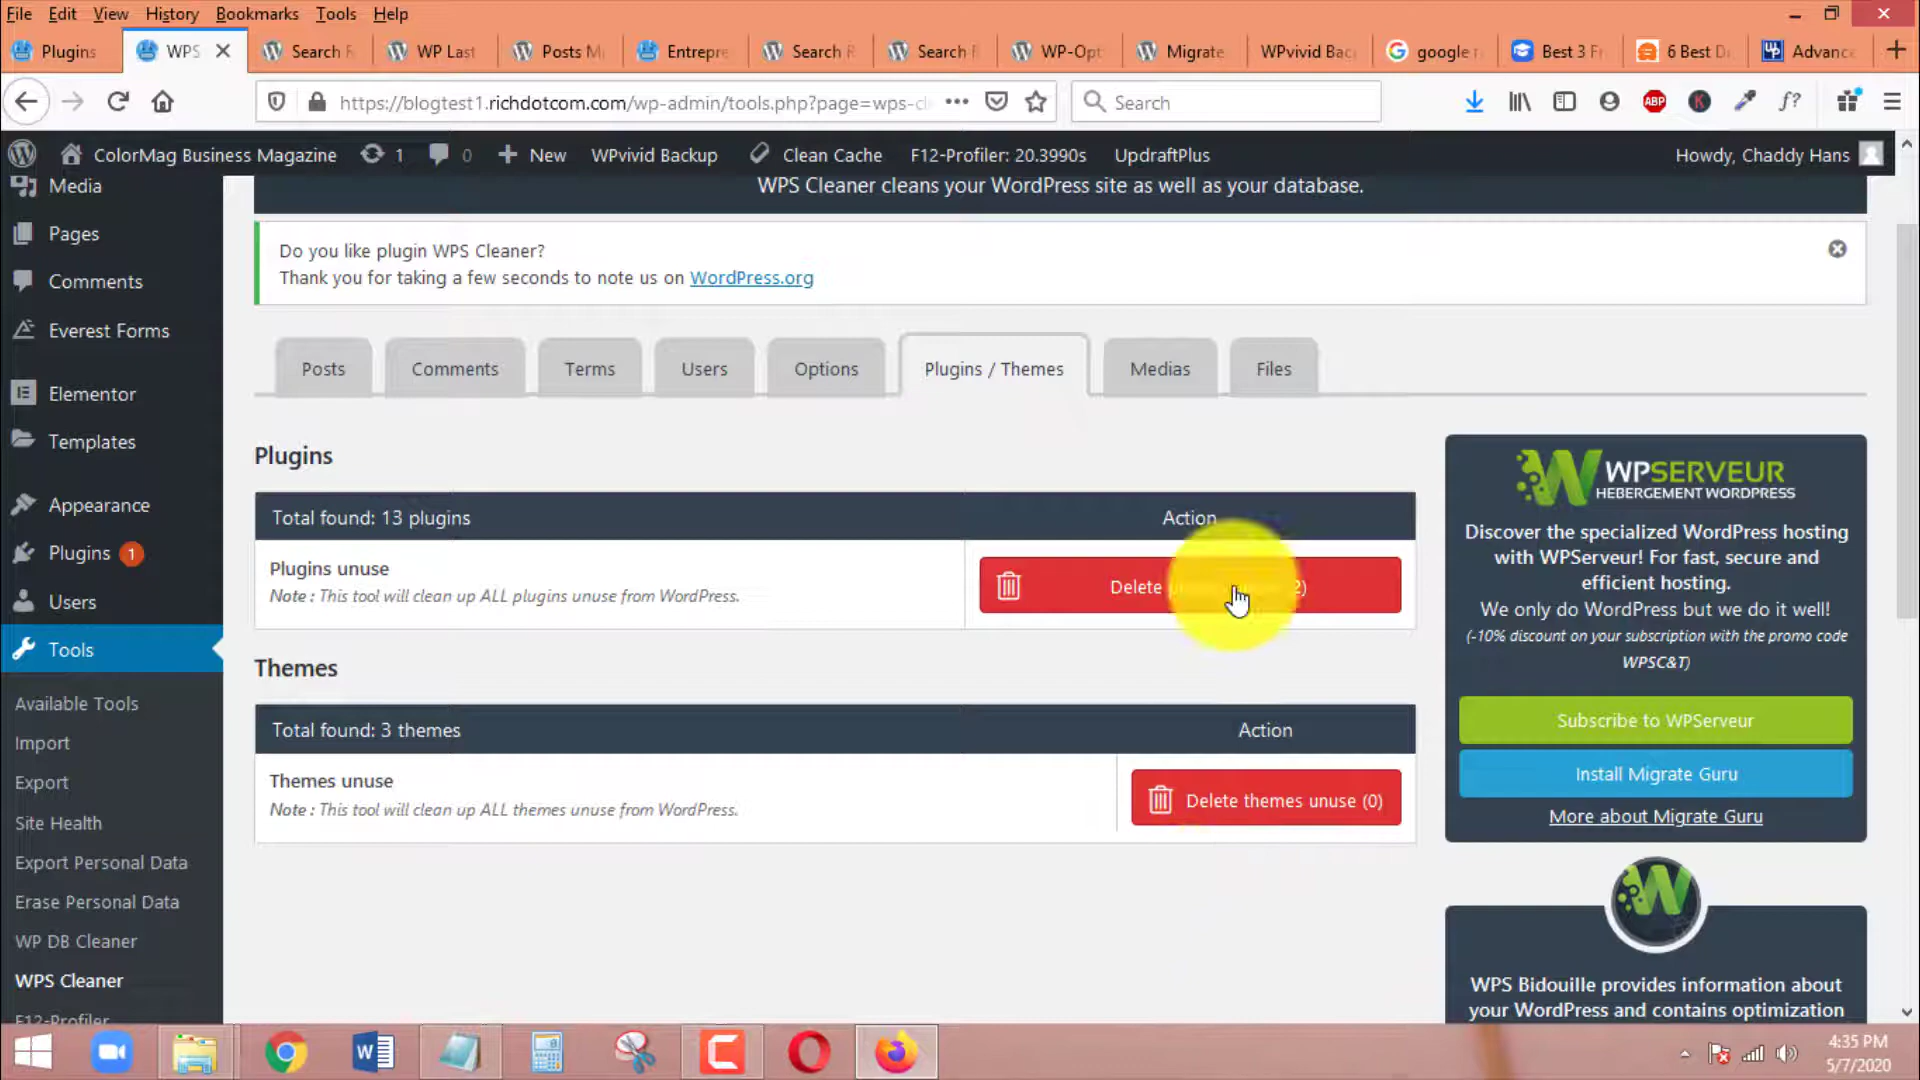 File Edit View History Bookmarks Tools Help
Plugins WPS Search WP Last Posts M Entrepre Search Search WP-Opt Migrate WPvivid Bac google Best 3 F 6 Best D Advance
https://blogtest1.richdotcom.com/wp-admin/tools.php?page=wps-cl Search ABP K f?
ColorMag Business Magazine 1 0 New WPvivid Backup Clean Cache F12-Profiler: 20.3990s UpdraftPlus Howdy, Chaddy Hans
Media
Pages
Comments
Everest Forms
Elementor
Templates
Appearance
Plugins 1
Users
Tools
Available Tools
Import
Export
Site Health
Export Personal Data
Erase Personal Data
WP DB Cleaner
WPS Cleaner
F12-Profiler
WPS Cleaner cleans your WordPress site as well as your database.
Do you like plugin WPS Cleaner?
Thank you for taking a few seconds to note us on WordPress.org
Posts Comments Terms Users Options Plugins / Themes Medias Files
Plugins
Total found: 13 plugins Action
Plugins unuse
Note : This tool will clean up ALL plugins unuse from WordPress.
Delete 2)
Themes
Total found: 3 themes Action
Themes unuse
Note : This tool will clean up ALL themes unuse from WordPress.
Delete themes unuse (0)
WPSERVEUR
HEBERGEMENT WORDPRESS
Discover the specialized WordPress hosting
with WPServeur! For fast, secure and
efficient hosting.
We only do WordPress but we do it well!
(-10% discount on your subscription with the promo code
WPSC&T)
Subscribe to WPServeur
Install Migrate Guru
More about Migrate Guru
WPS Bidouille provides information about
your WordPress and contains optimization
4:35 PM
5/7/2020